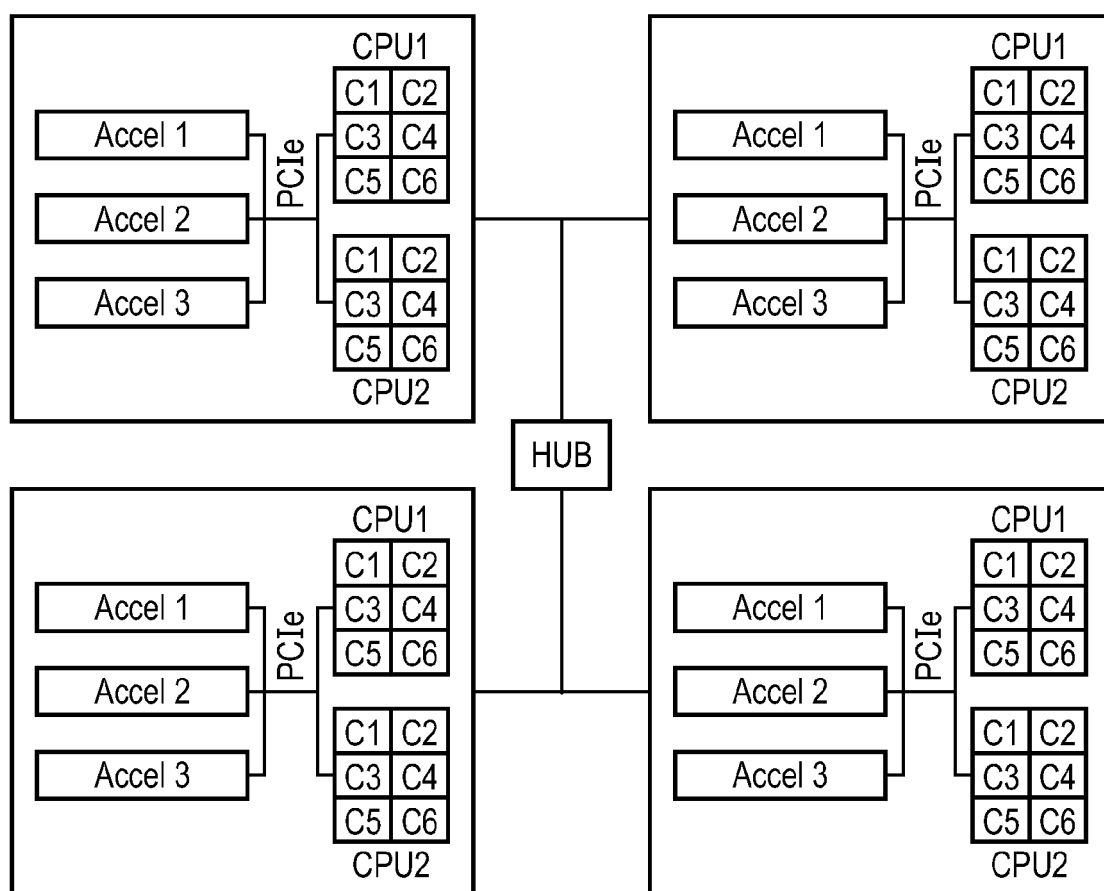 CPU1
C1 C2
Accel 1
C3 C4
C5 C6
PCIe
Accel 2
C1 C2
Accel 3
C3 C4
C5 C6
CPU2
CPU1
C1 C2
Accel 1
C3 C4
C5 C6
PCIe
Accel 2
C1 C2
Accel 3
C3 C4
C5 C6
CPU2
HUB
CPU1
C1 C2
Accel 1
C3 C4
C5 C6
PCIe
Accel 2
C1 C2
Accel 3
C3 C4
C5 C6
CPU2
CPU1
C1 C2
Accel 1
C3 C4
C5 C6
PCIe
Accel 2
C1 C2
Accel 3
C3 C4
C5 C6
CPU2